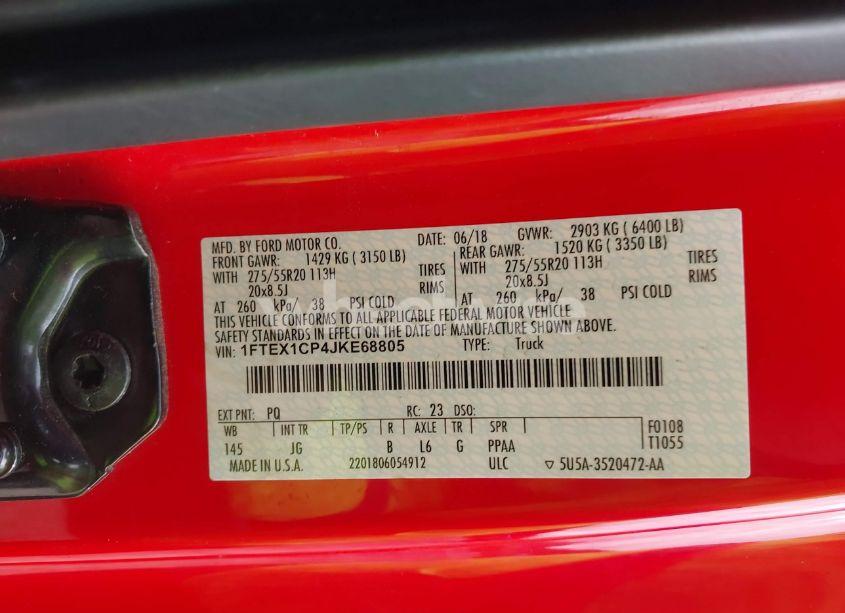 MFD. BY FORD MOTOR CO. DATE: 06/18 GVWR: 2903 KG ( 6400 LB)
FRONT GAWR: 1429 KG ( 3150 LB) REAR GAWR: 1520 KG ( 3350 LB)
WITH 275/55R20 113H TIRES WITH 275/55R20 113H TIRES
20x8.5J RIMS 20x8.5J RIMS
AT 260 kPa/ 38 PSI COLD AT 260 kPa/ 38 PSI COLD
THIS VEHICLE CONFORMS TO ALL APPLICABLE FEDERAL MOTOR VEHICLE
SAFETY STANDARDS IN EFFECT ON THE DATE OF MANUFACTURE SHOWN ABOVE.
VIN: 1FTEX1CP4JKE68805 TYPE: Truck
EXT PNT: PQ RC: 23 DSO: F0108
WB INT TR TP/PS R AXLE TR SPR T1055
145 JG B L6 G PPAA
MADE IN U.S.A. 2201806054912 ULC ▽ 5U5A-3520472-AA